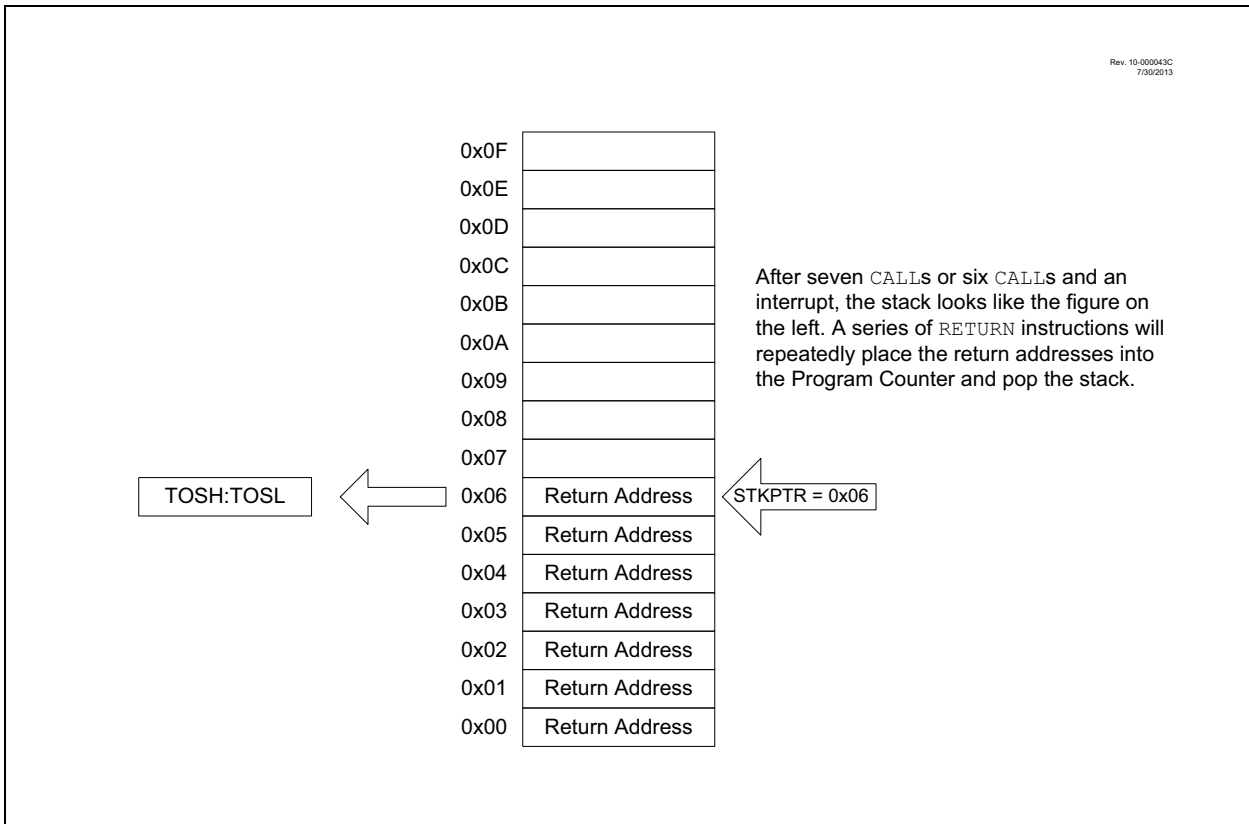 Rev. 10-000043C
7/30/2013
0x0F
0x0E
0x0D
0x0C
0x0B
0x0A
0x09
0x08
0x07
After seven CALLs or six CALLs and an
interrupt, the stack looks like the figure on
the left. A series of RETURN instructions will
repeatedly place the return addresses into
the Program Counter and pop the stack.
TOSH:TOSL
0x06 Return Address
STKPTR = 0x06
0x05 Return Address
0x04 Return Address
0x03 Return Address
0x02 Return Address
0x01 Return Address
0x00 Return Address